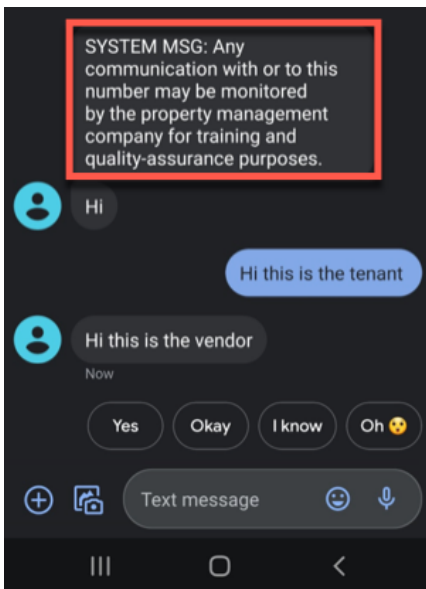 SYSTEM MSG: Any
communication with or to this
number may be monitored
by the property management
company for training and
quality-assurance purposes.
Hi
Hi this is the tenant
Hi this is the vendor
Now
Yes Okay I know Oh 😯
Text message